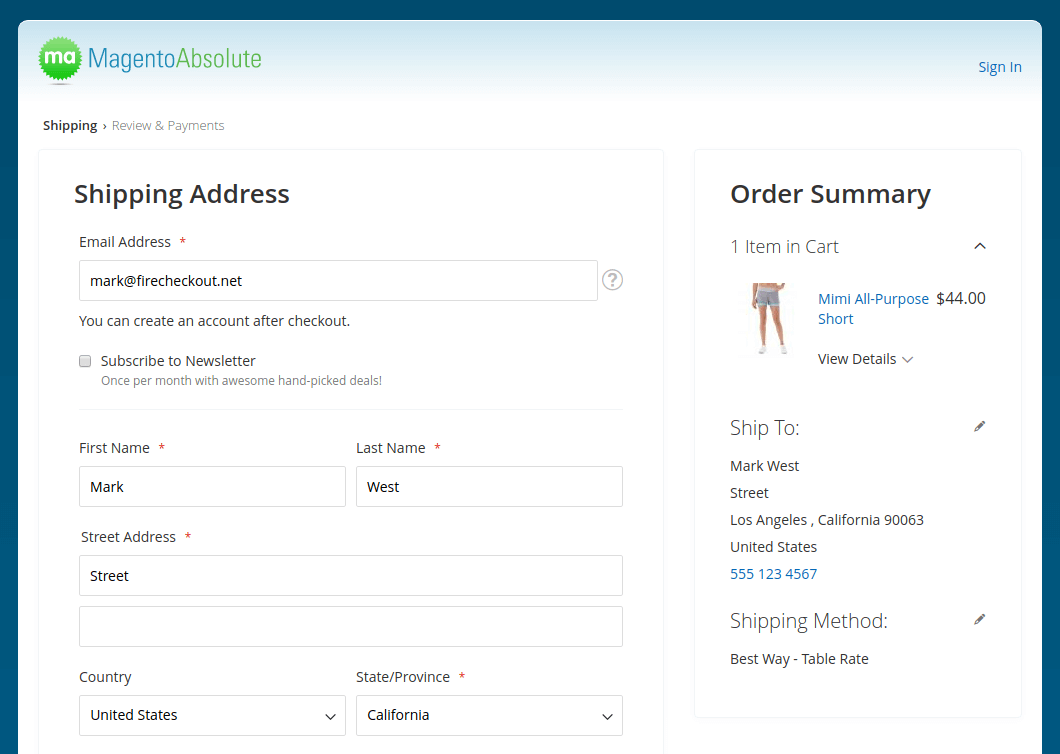 ma MagentoAbsolute
Sign In
Shipping › Review & Payments
Shipping Address
Email Address *
mark@firecheckout.net
?
You can create an account after checkout.
Subscribe to Newsletter
Once per month with awesome hand-picked deals!
First Name *
Last Name *
Mark
West
Street Address *
Street
Country
State/Province *
United States
California
Order Summary
1 Item in Cart
Mimi All-Purpose $44.00
Short
View Details
Ship To:
Mark West
Street
Los Angeles , California 90063
United States
555 123 4567
Shipping Method:
Best Way - Table Rate